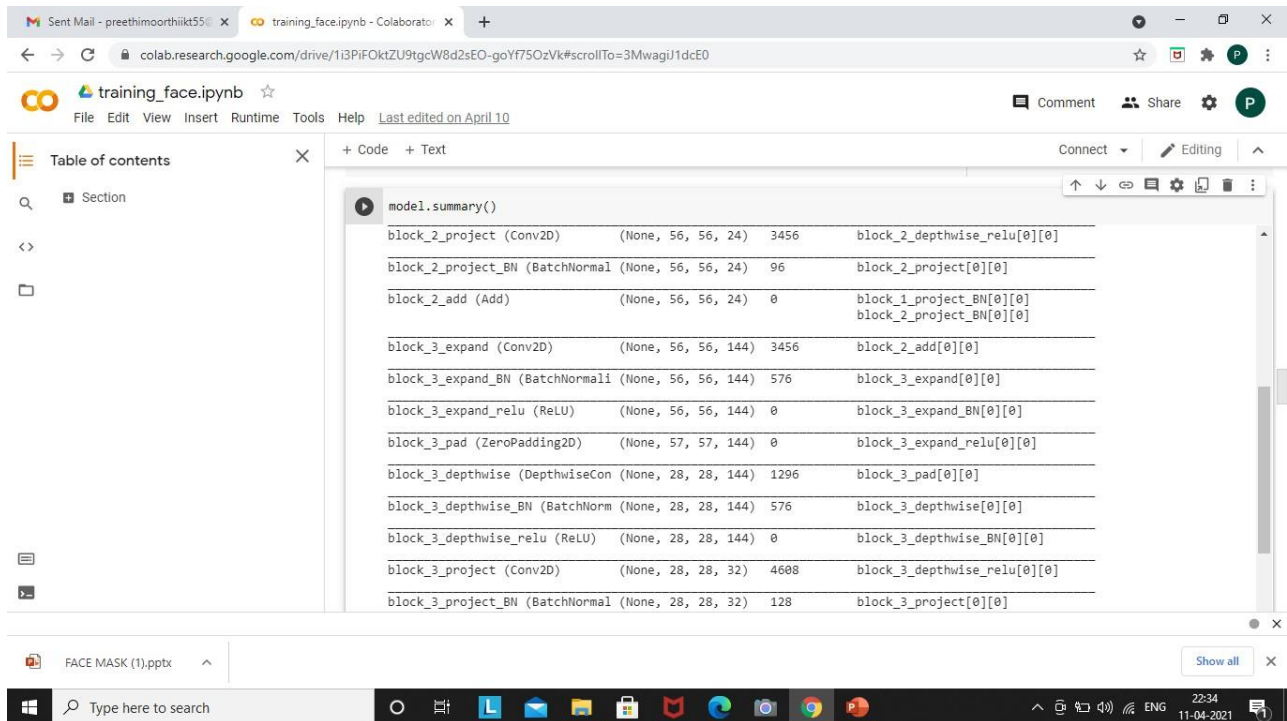 Sent Mail - preethimoorthiikt55@
training_face.ipynb - Colaborator
colab.research.google.com/drive/1i3PiFOktZU9tgcW8d2sEO-goYf75OzVk#scrollTo=3MwagiJ1dcE0
P
CO training_face.ipynb
Comment Share P
File Edit View Insert Runtime Tools Help Last edited on April 10
Table of contents
+ Code + Text
Connect Editing
Section
model.summary()
block_2_project (Conv2D) (None, 56, 56, 24) 3456 block_2_depthwise_relu[0][0]
block_2_project_BN (BatchNormal (None, 56, 56, 24) 96 block_2_project[0][0]
block_2_add (Add) (None, 56, 56, 24) 0 block_1_project_BN[0][0]
block_2_project_BN[0][0]
block_3_expand (Conv2D) (None, 56, 56, 144) 3456 block_2_add[0][0]
block_3_expand_BN (BatchNormali (None, 56, 56, 144) 576 block_3_expand[0][0]
block_3_expand_relu (ReLU) (None, 56, 56, 144) 0 block_3_expand_BN[0][0]
block_3_pad (ZeroPadding2D) (None, 57, 57, 144) 0 block_3_expand_relu[0][0]
block_3_depthwise (DepthwiseCon (None, 28, 28, 144) 1296 block_3_pad[0][0]
block_3_depthwise_BN (BatchNorm (None, 28, 28, 144) 576 block_3_depthwise[0][0]
block_3_depthwise_relu (ReLU) (None, 28, 28, 144) 0 block_3_depthwise_BN[0][0]
block_3_project (Conv2D) (None, 28, 28, 32) 4608 block_3_depthwise_relu[0][0]
block_3_project_BN (BatchNormal (None, 28, 28, 32) 128 block_3_project[0][0]
FACE MASK (1).pptx
Show all
Type here to search
L
ENG
22:34
11-04-2021